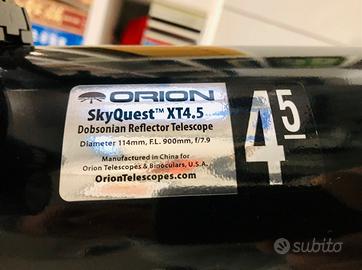 ORION
SkyQuest™ XT4.5
Dobsonian Reflector Telescope
Diameter 114mm, F.L. 900mm, f/7.9
Manufactured in China for
Orion Telescopes & Binoculars, U.S.A.
OrionTelescopes.com
4 5
subito